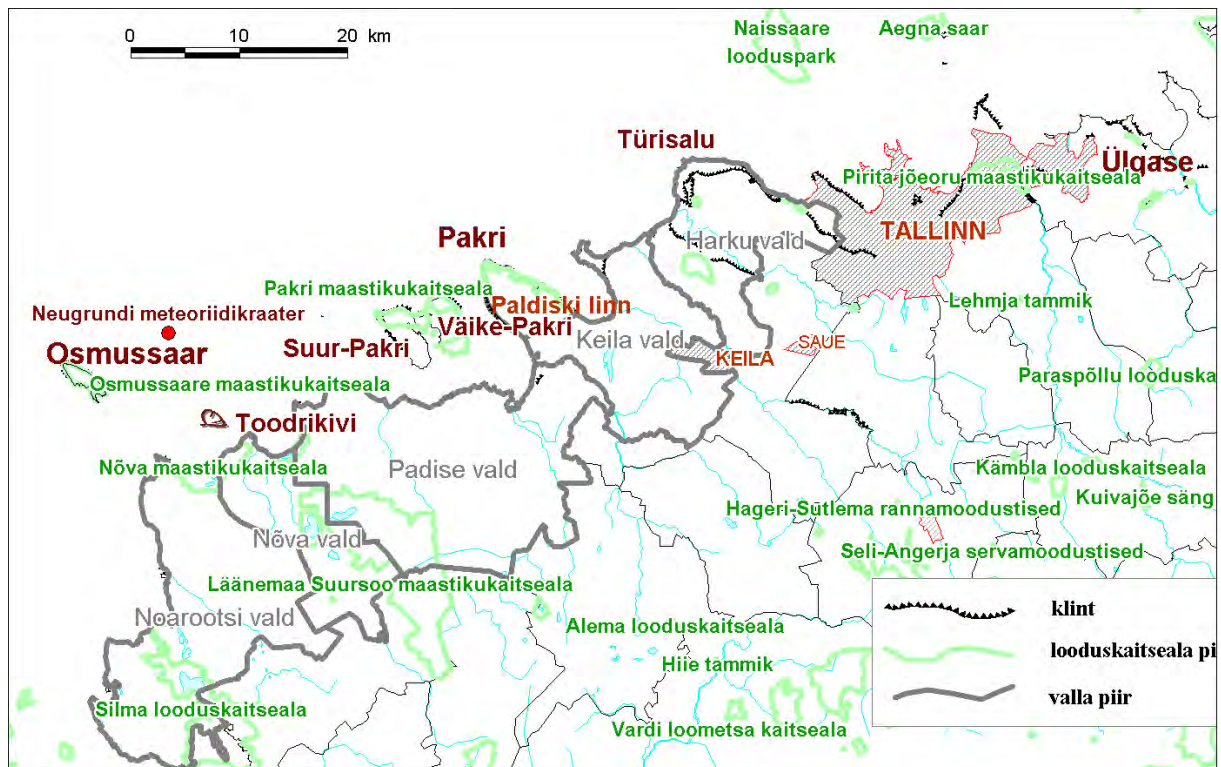 0 10 20 km
Naissaare
looduspark
Aegna saar
Türisalu
Ülgase
Pirita jõeoru maastikukaitseala
TALLINN
Harku vald
Pakri
Pakri maastikukaitseala
Paldiski linn
Lehmja tammik
Neugrundi meteoriidikraater
Väike-Pakri
Keila vald
SAUE
Osmussaar
Suur-Pakri
KEILA
Osmussaare maastikukaitseala
Paraspõllu looduska
Toodrikivi
Nõva maastikukaitseala
Padise vald
Kämbla looduskaitseala
Kuivajõe säng
Hageri-Sutlema rannamoodustised
Nõva vald
Seli-Angerja servamoodustised
Läänemaa Suursoo maastikukaitseala
Noarootsi vald
Alema looduskaitseala
Hiie tammik
Silma looduskaitseala
Vardi loometsa kaitseala
klint
looduskaitseala pi
valla piir